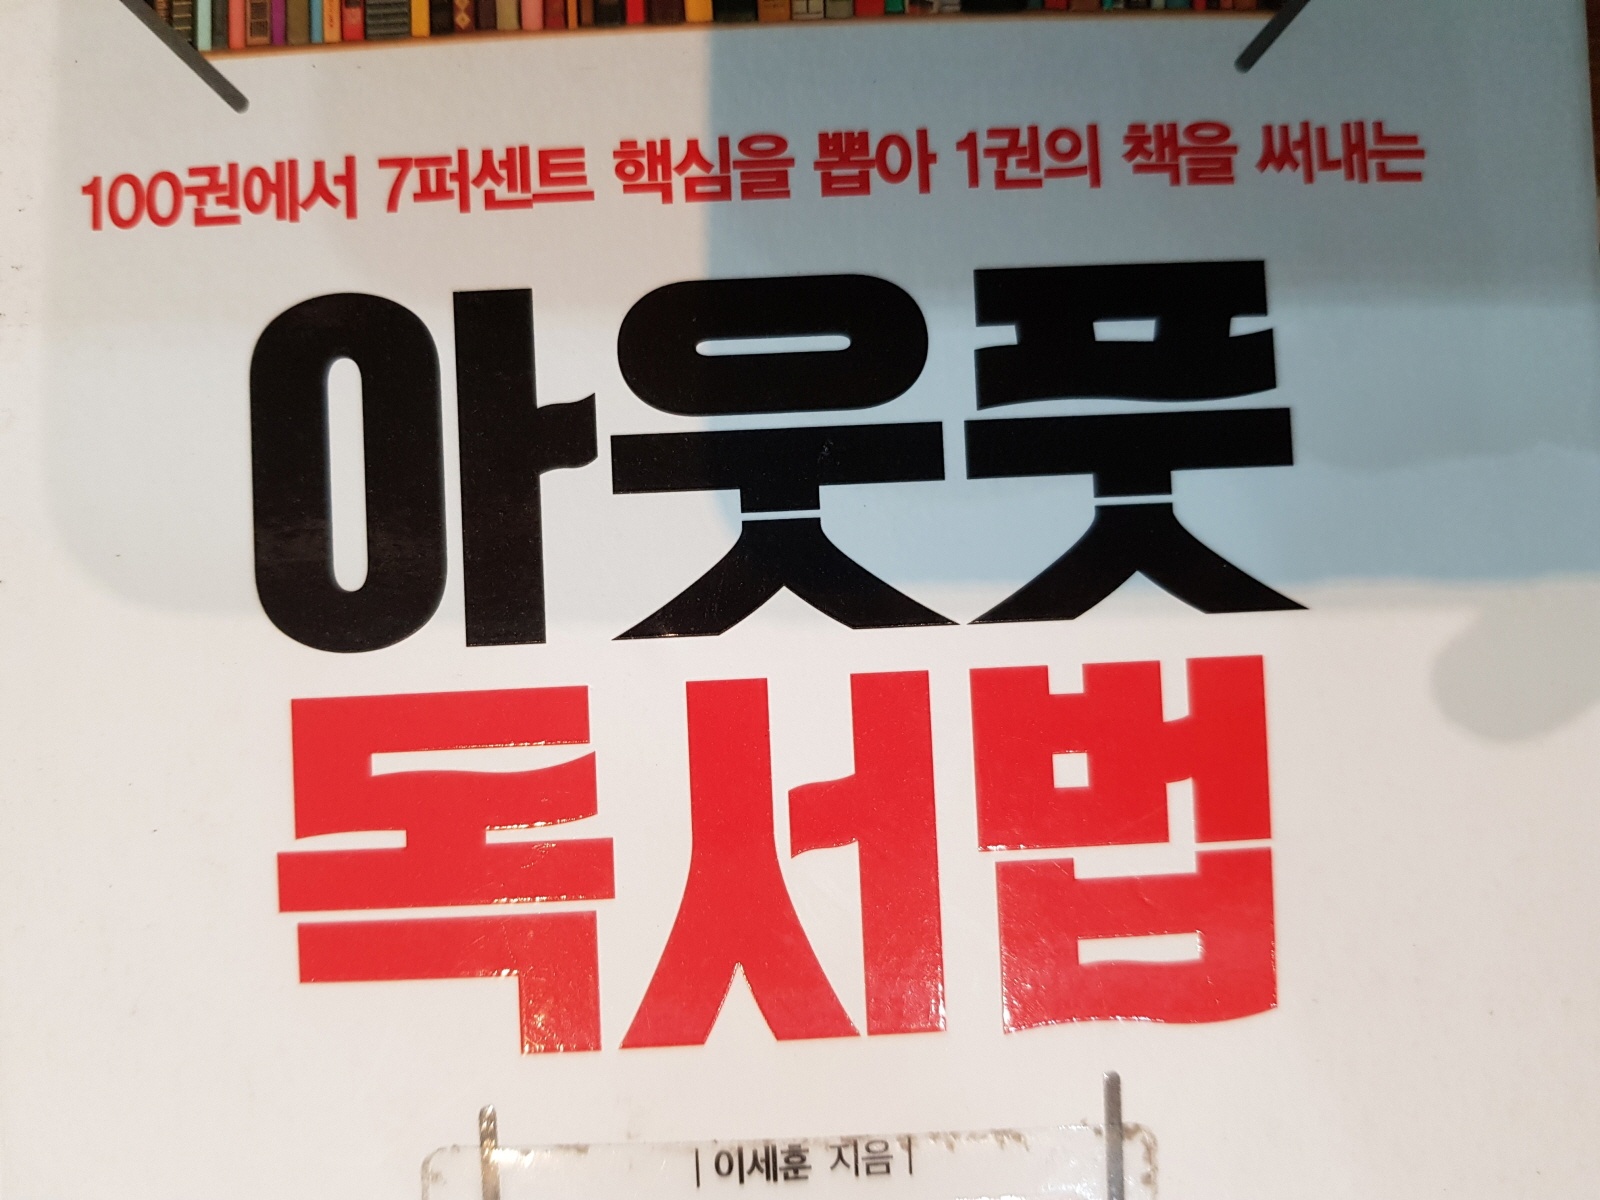 100권에서 7퍼센트 핵심을 뽑아 1권의 책을 써내는
아웃풋
독서법
| 이세훈 지음 |